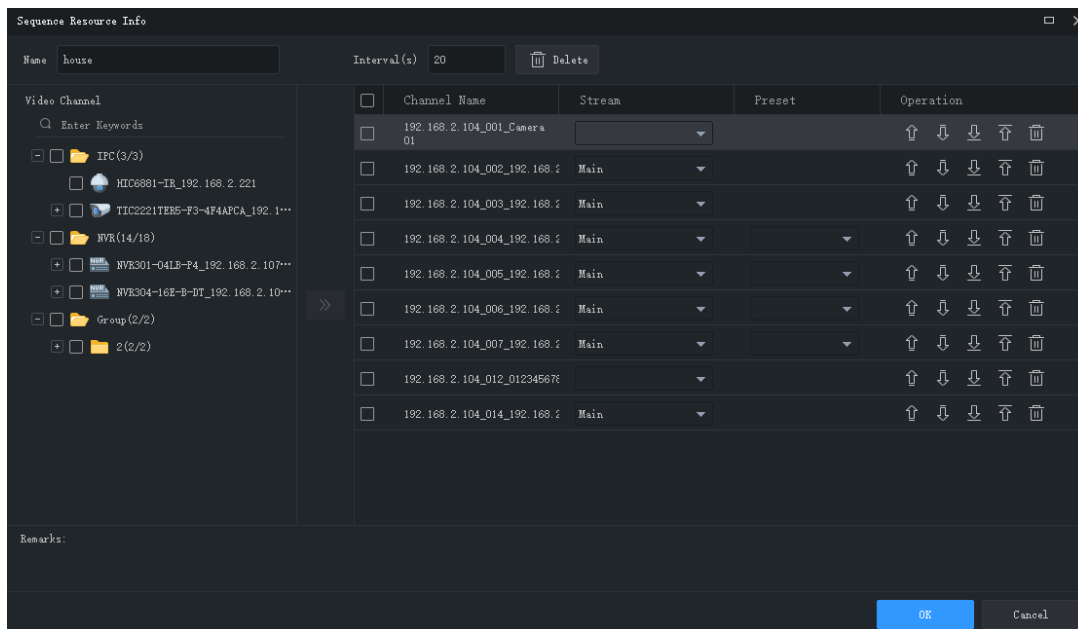 Sequence Resource Info
Name house Interval(s) 20 Delete
Video Channel
Enter Keywords
IPC(3/3)
HIC6881-IR_192.168.2.221
TIC2221TER5-F3-4F4APCA_192.1···
NVR(14/18)
NVR301-04LB-P4_192.168.2.107···
NVR304-16E-B-DT_192.168.2.10···
Group(2/2)
2(2/2)
Channel Name Stream Preset Operation
192.168.2.104_001_Camera
01
192.168.2.104_002_192.168.2 Main
192.168.2.104_003_192.168.2 Main
192.168.2.104_004_192.168.2 Main
192.168.2.104_005_192.168.2 Main
192.168.2.104_006_192.168.2 Main
192.168.2.104_007_192.168.2 Main
192.168.2.104_012_012345678
192.168.2.104_014_192.168.2 Main
Remarks:
OK Cancel